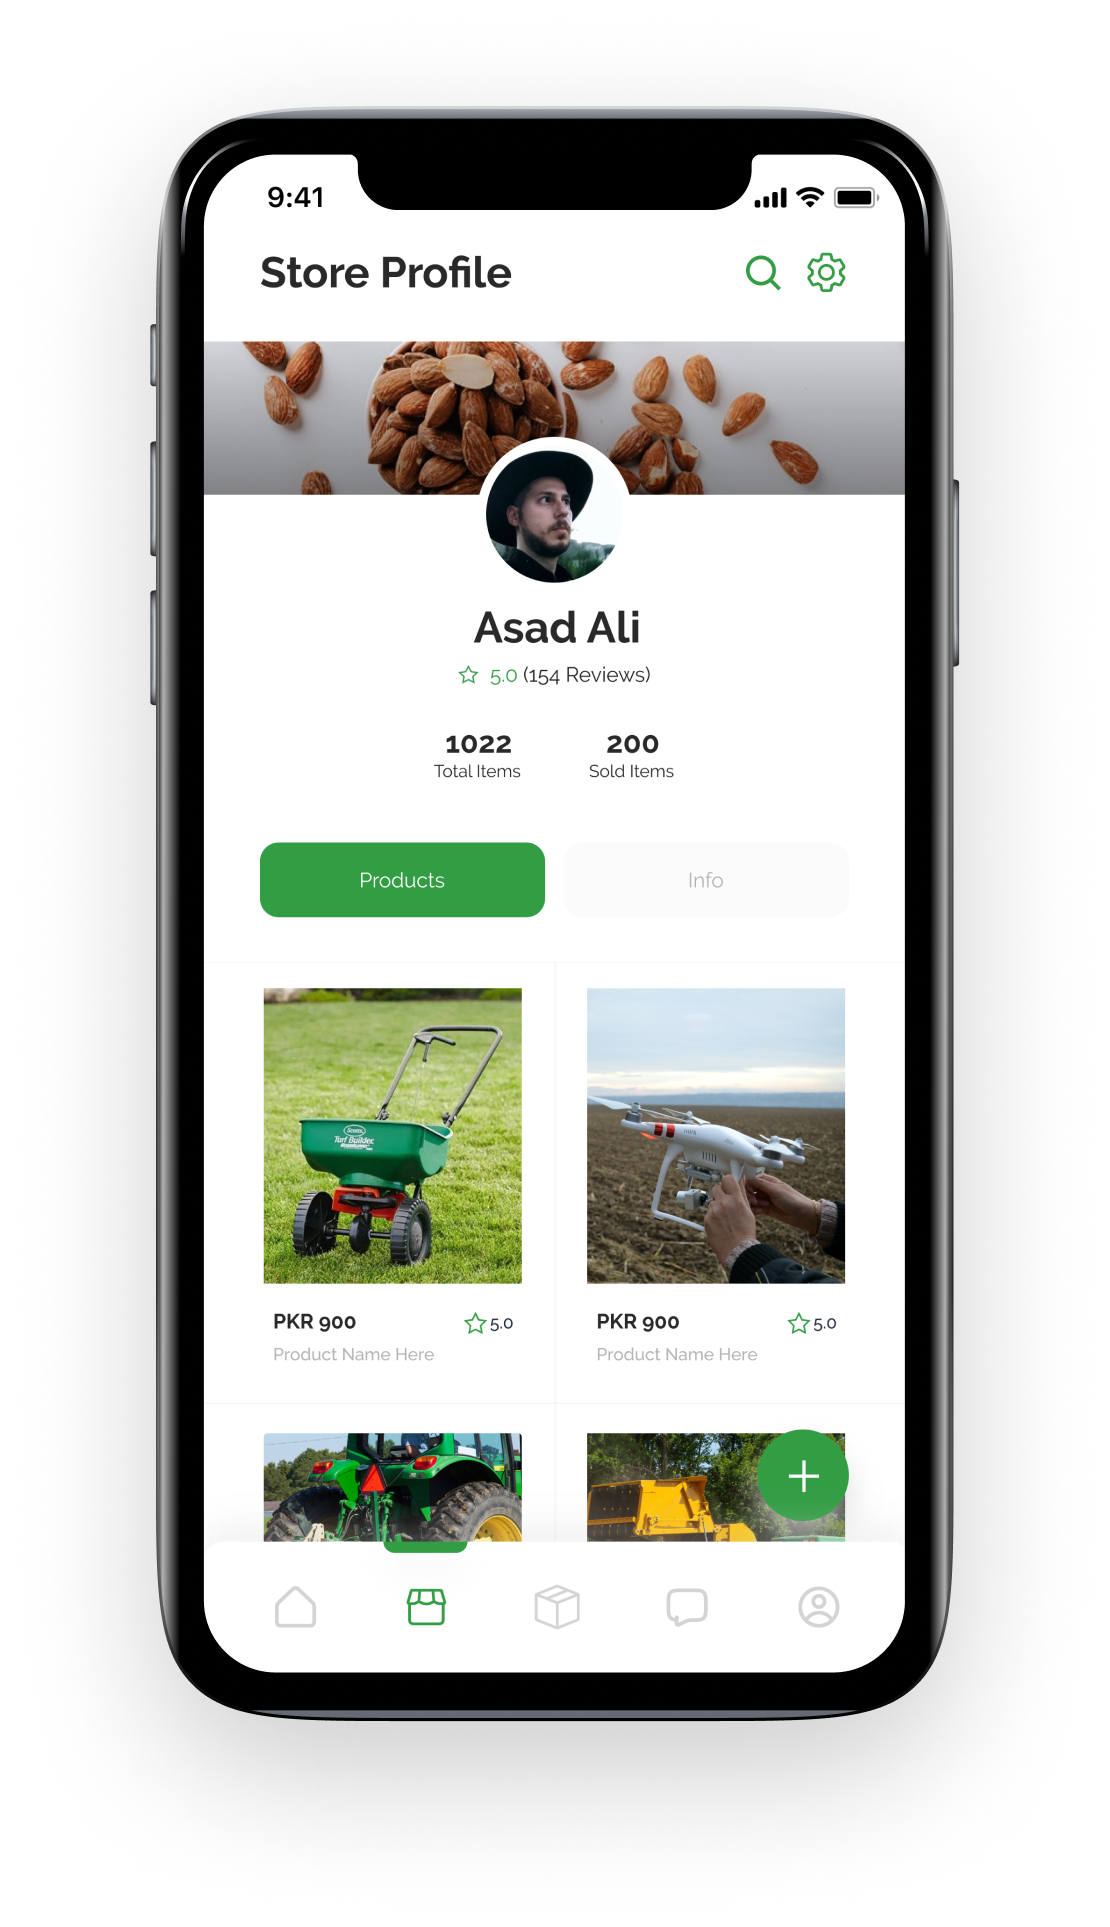 9:41
Store Profile
Asad Ali
5.0 (154 Reviews)
1022 200
Total Items Sold Items
Products Info
Scotts
Turf Builder
PKR 900 5.0 PKR 900 5.0
Product Name Here Product Name Here